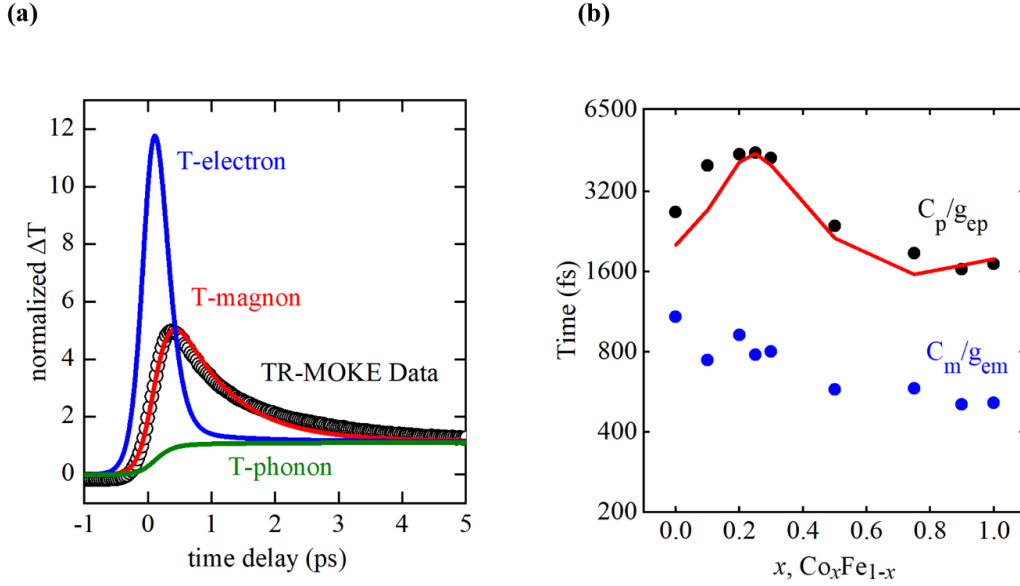 (a)
normalized ΔT
12
10
8
6
4
2
0
T-electron
T-magnon
TR-MOKE Data
T-phonon
-1 0 1 2 3 4 5
time delay (ps)
(b)
Time (fs)
6500
3200
1600
800
400
200
Cp/gep
Cm/gem
0.0 0.2 0.4 0.6 0.8 1.0
x, CoxFe1-x